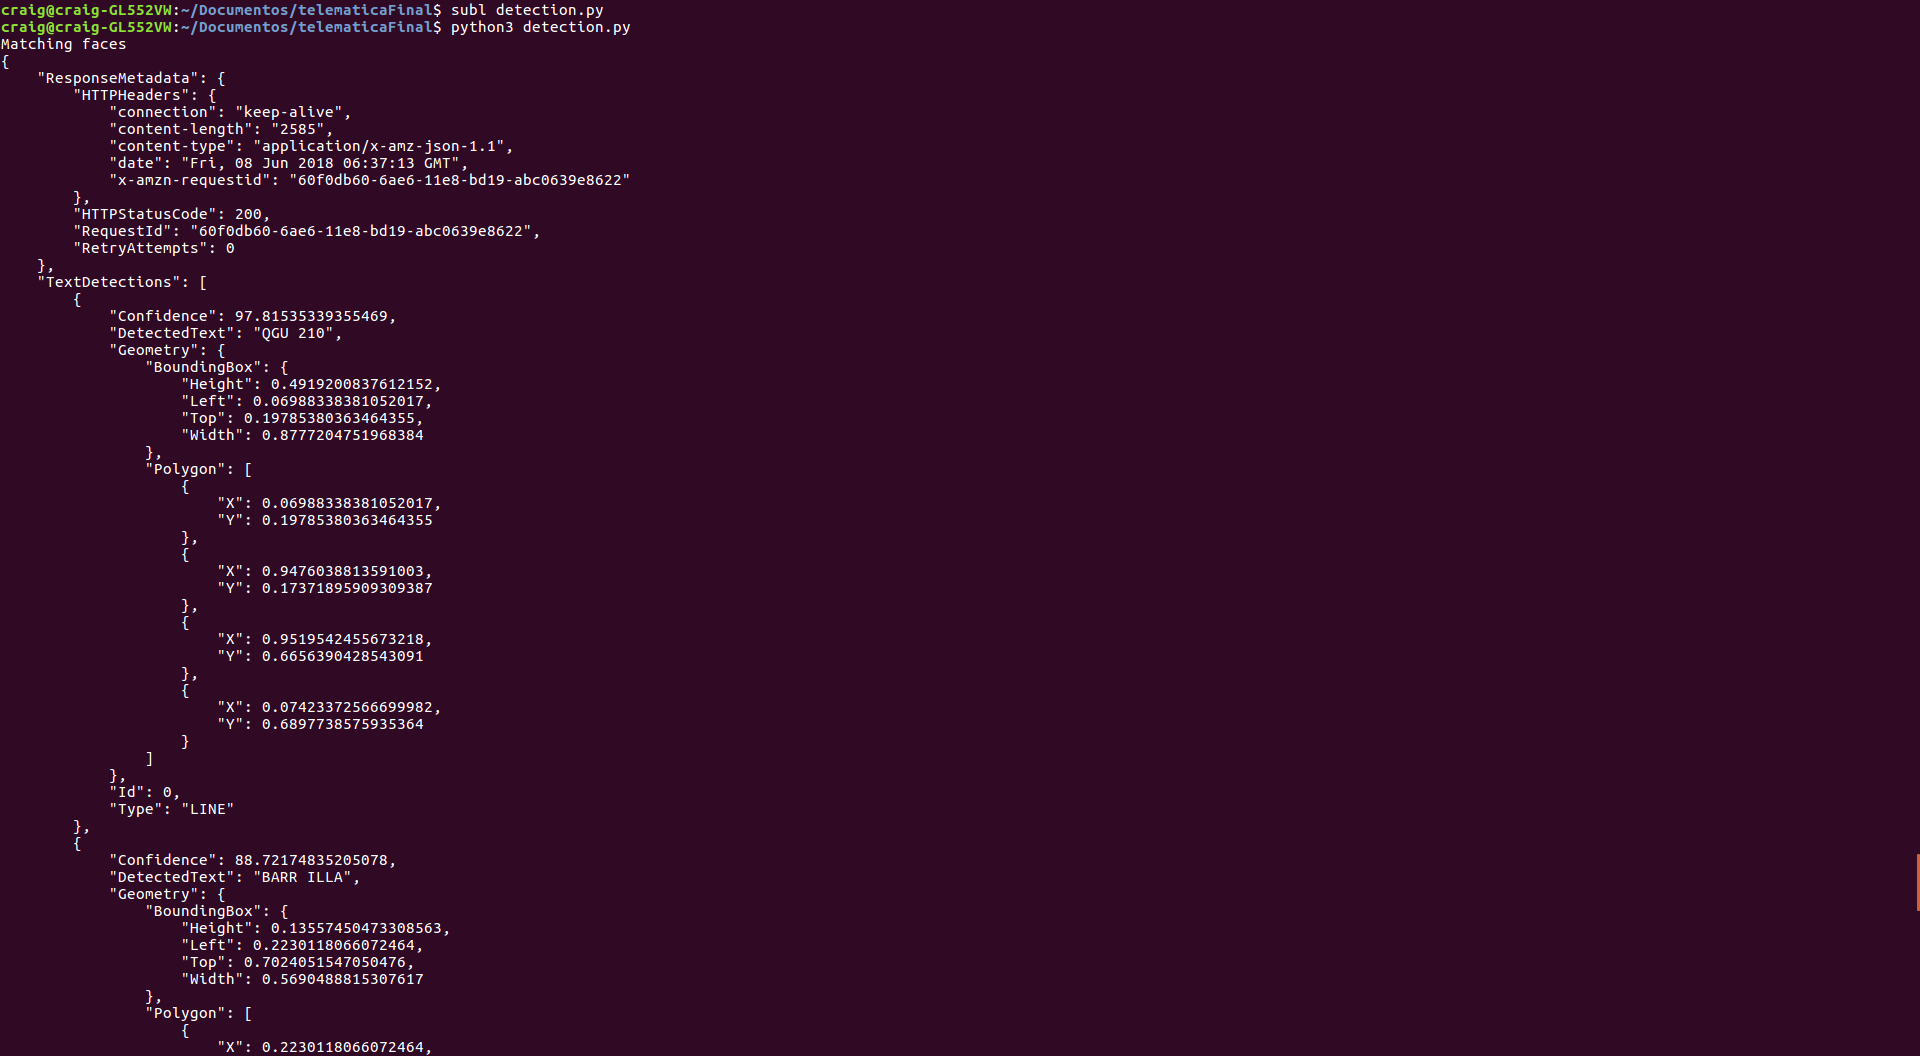 craig@craig-GL552VW:~/Documentos/telematicaFinal$ subl detection.py
craig@craig-GL552VW:~/Documentos/telematicaFinal$ python3 detection.py
Matching faces
{
    "ResponseMetadata": {
        "HTTPHeaders": {
            "connection": "keep-alive",
            "content-length": "2585",
            "content-type": "application/x-amz-json-1.1",
            "date": "Fri, 08 Jun 2018 06:37:13 GMT",
            "x-amzn-requestid": "60f0db60-6ae6-11e8-bd19-abc0639e8622"
        },
        "HTTPStatusCode": 200,
        "RequestId": "60f0db60-6ae6-11e8-bd19-abc0639e8622",
        "RetryAttempts": 0
    },
    "TextDetections": [
        {
            "Confidence": 97.81535339355469,
            "DetectedText": "QGU 210",
            "Geometry": {
                "BoundingBox": {
                    "Height": 0.4919200837612152,
                    "Left": 0.06988338381052017,
                    "Top": 0.19785380363464355,
                    "Width": 0.8777204751968384
                },
                "Polygon": [
                    {
                        "X": 0.06988338381052017,
                        "Y": 0.19785380363464355
                    },
                    {
                        "X": 0.9476038813591003,
                        "Y": 0.17371895909309387
                    },
                    {
                        "X": 0.9519542455673218,
                        "Y": 0.6656390428543091
                    },
                    {
                        "X": 0.07423372566699982,
                        "Y": 0.6897738575935364
                    }
                ]
            },
            "Id": 0,
            "Type": "LINE"
        },
        {
            "Confidence": 88.72174835205078,
            "DetectedText": "BARR ILLA",
            "Geometry": {
                "BoundingBox": {
                    "Height": 0.13557450473308563,
                    "Left": 0.2230118066072464,
                    "Top": 0.7024051547050476,
                    "Width": 0.5690488815307617
                },
                "Polygon": [
                    {
                        "X": 0.2230118066072464,